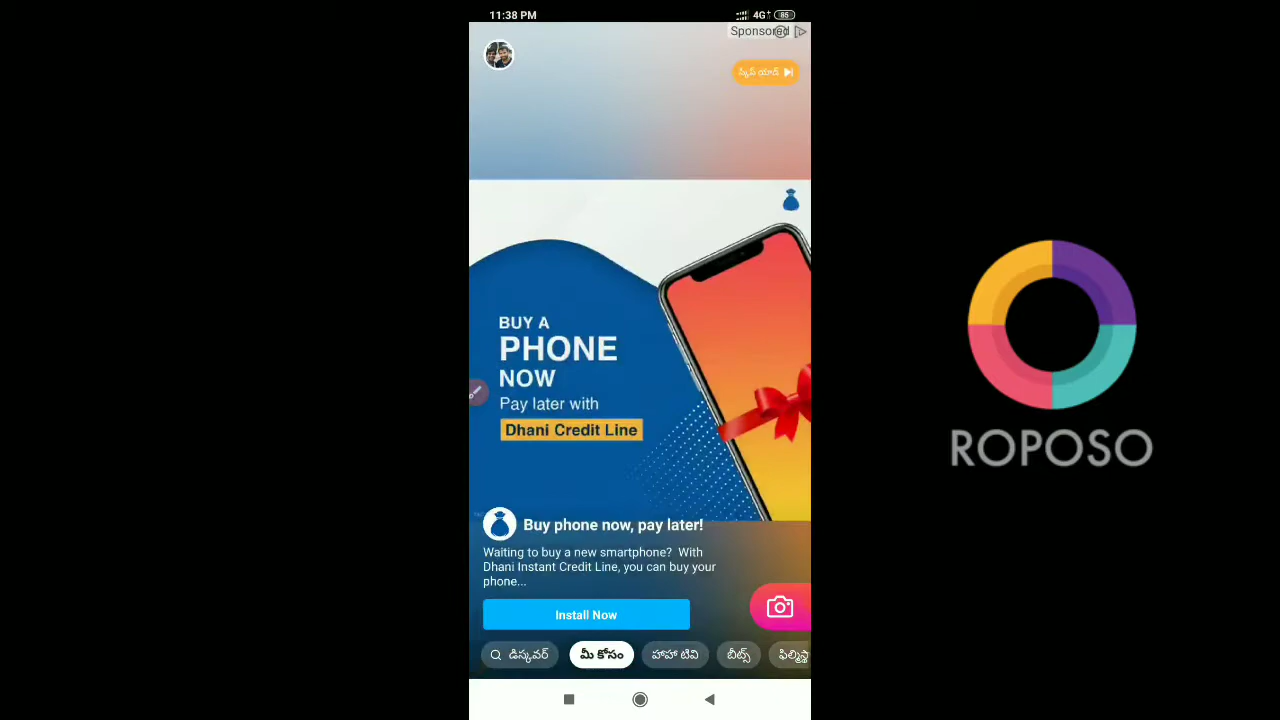 11:38 PM
4G+
85
Sponsored
స్కిప్ యాడ్
BUY A
PHONE
NOW
Pay later with
Dhani Credit Line
ROPOSO
Buy phone now, pay later!
Waiting to buy a new smartphone? With
Dhani Instant Credit Line, you can buy your
phone...
Install Now
డిస్కవర్
మీ కోసం
హాహా టివి
బీట్స్